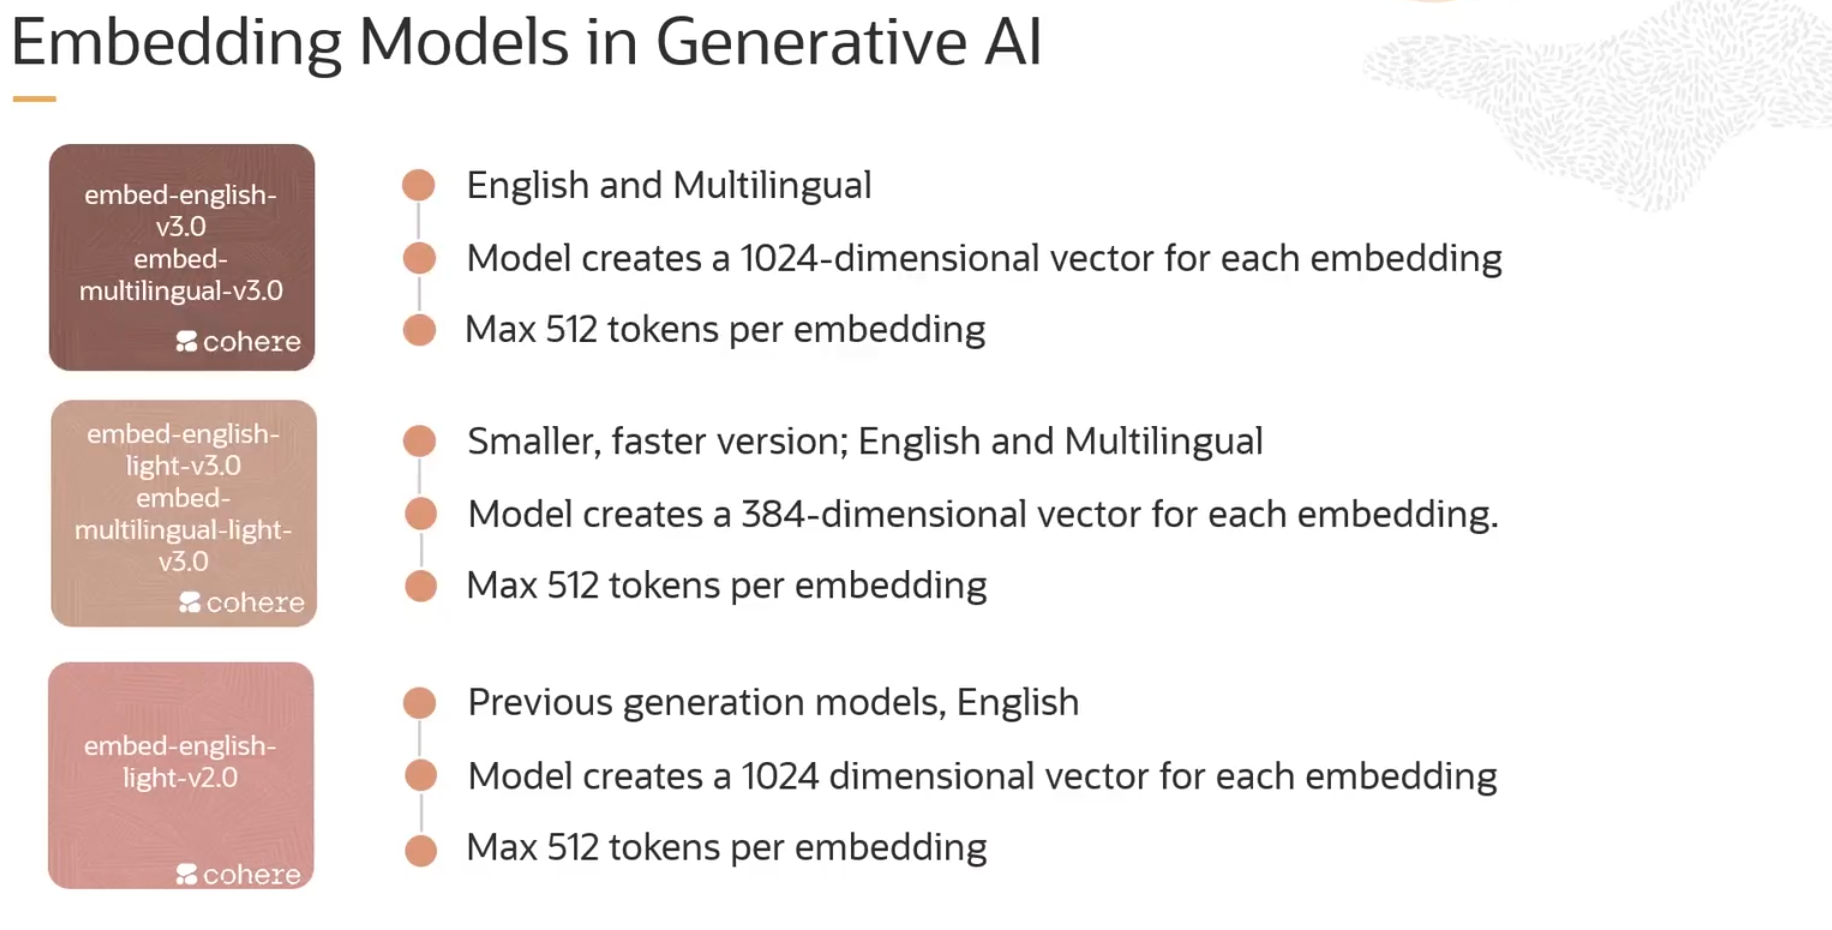 Embedding Models in Generative AI
embed-english-
v3.0
embed-
multilingual-v3.0
cohere
English and Multilingual
Model creates a 1024-dimensional vector for each embedding
Max 512 tokens per embedding
embed-english-
light-v3.0
embed-
multilingual-light-
v3.0
cohere
Smaller, faster version; English and Multilingual
Model creates a 384-dimensional vector for each embedding.
Max 512 tokens per embedding
embed-english-
light-v2.0
cohere
Previous generation models, English
Model creates a 1024 dimensional vector for each embedding
Max 512 tokens per embedding